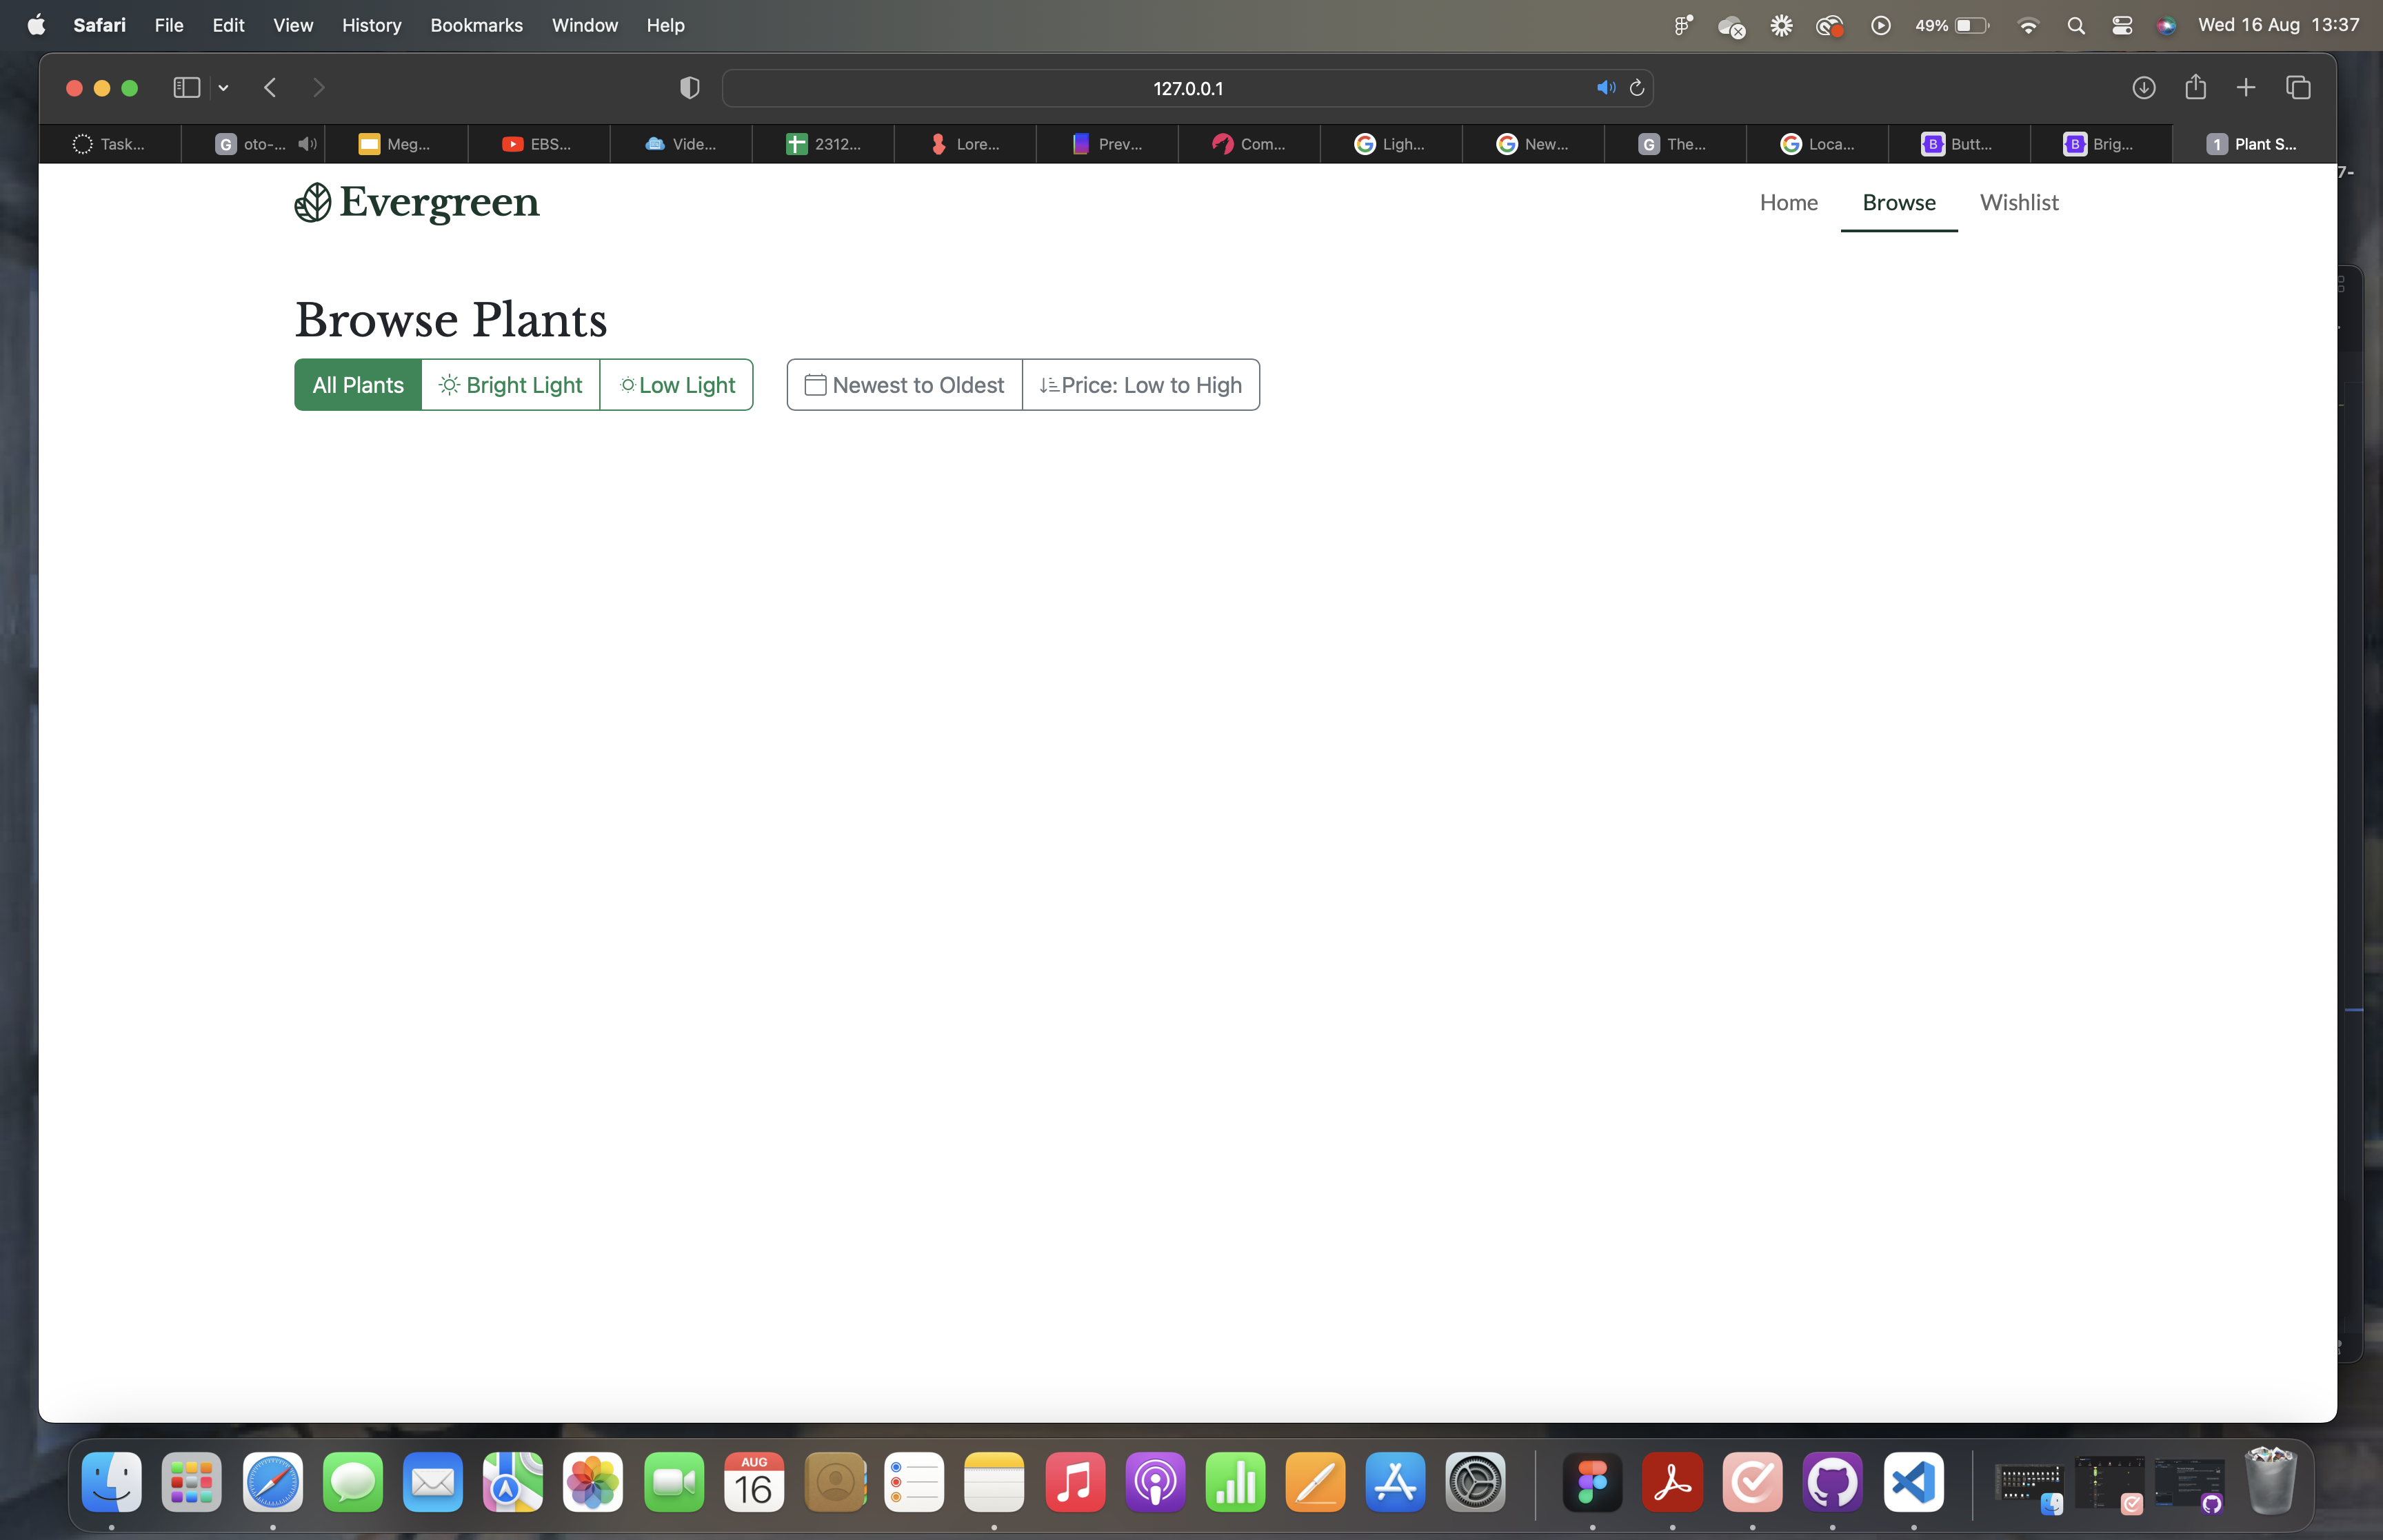 Safari File Edit View History Bookmarks Window Help 49% Wed 16 Aug 13:37
127.0.0.1
Task... G oto-... Meg... EBS... Vide... 2312... Lore... Prev... Com... Ligh... New... G The... Loca... B Butt... B Brig... 1 Plant S...
7-
Evergreen Home Browse Wishlist
Browse Plants
All Plants Bright Light Low Light Newest to Oldest Price: Low to High
AUG
16